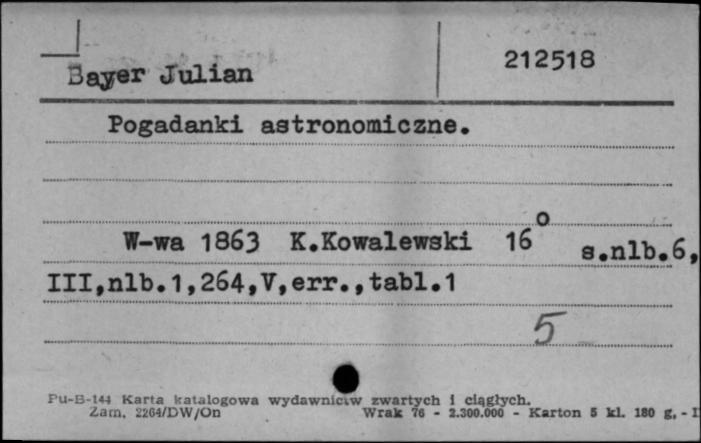 Bayer Julian 212518
Pogadanki astronomiczne.
W-wa 1863 K.Kowalewski 16° s.nlb.6,
III,nlb.1,264,V,err.,tabl.1
5
Pu-B-144 Karta katalogowa wydawnictw zwartych i ciągłych.
Zam. 2264/DW/On Wrak 76 - 2.300.000 - Karton 5 kl. 180 g, -